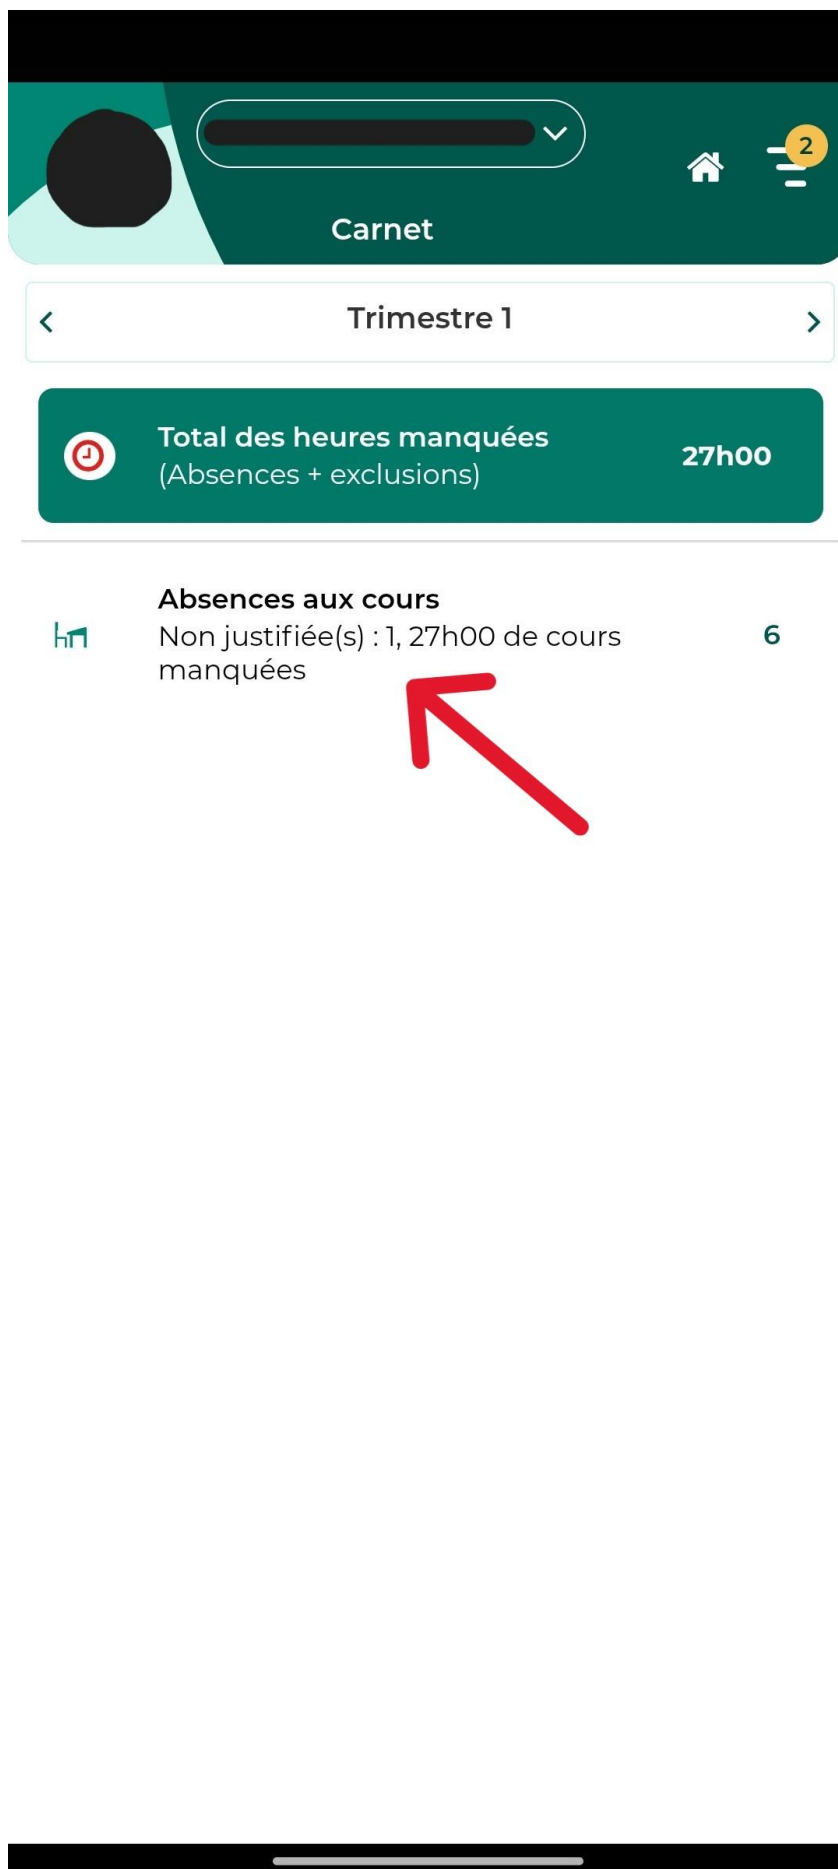 2
Carnet
Trimestre 1
Total des heures manquées
(Absences + exclusions)
27h00
Absences aux cours
Non justifiée(s) : 1, 27h00 de cours
manquées
6